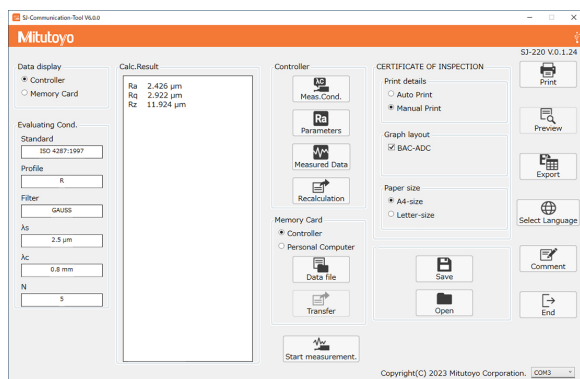 SJ-Communication-Tool V6.0.0
Mitutoyo
SJ-220 V.0.1.24
Data display
Controller
Memory Card
Evaluating Cond.
Standard
ISO 4287:1997
Profile
R
Filter
GAUSS
λs
2.5 µm
λc
0.8 mm
N
5
Calc.Result
Ra 2.426 µm
Rq 2.922 µm
Rz 11.924 µm
Controller
Meas.Cond.
Ra
Parameters
Measured Data
Recalculation
Memory Card
Controller
Personal Computer
Data file
Transfer
Start measurement.
CERTIFICATE OF INSPECTION
Print details
Auto Print
Manual Print
Graph layout
BAC-ADC
Paper size
A4-size
Letter-size
Save
Open
Print
Preview
Export
Select Language
Comment
End
Copyright(C) 2023 Mitutoyo Corporation.
COM3